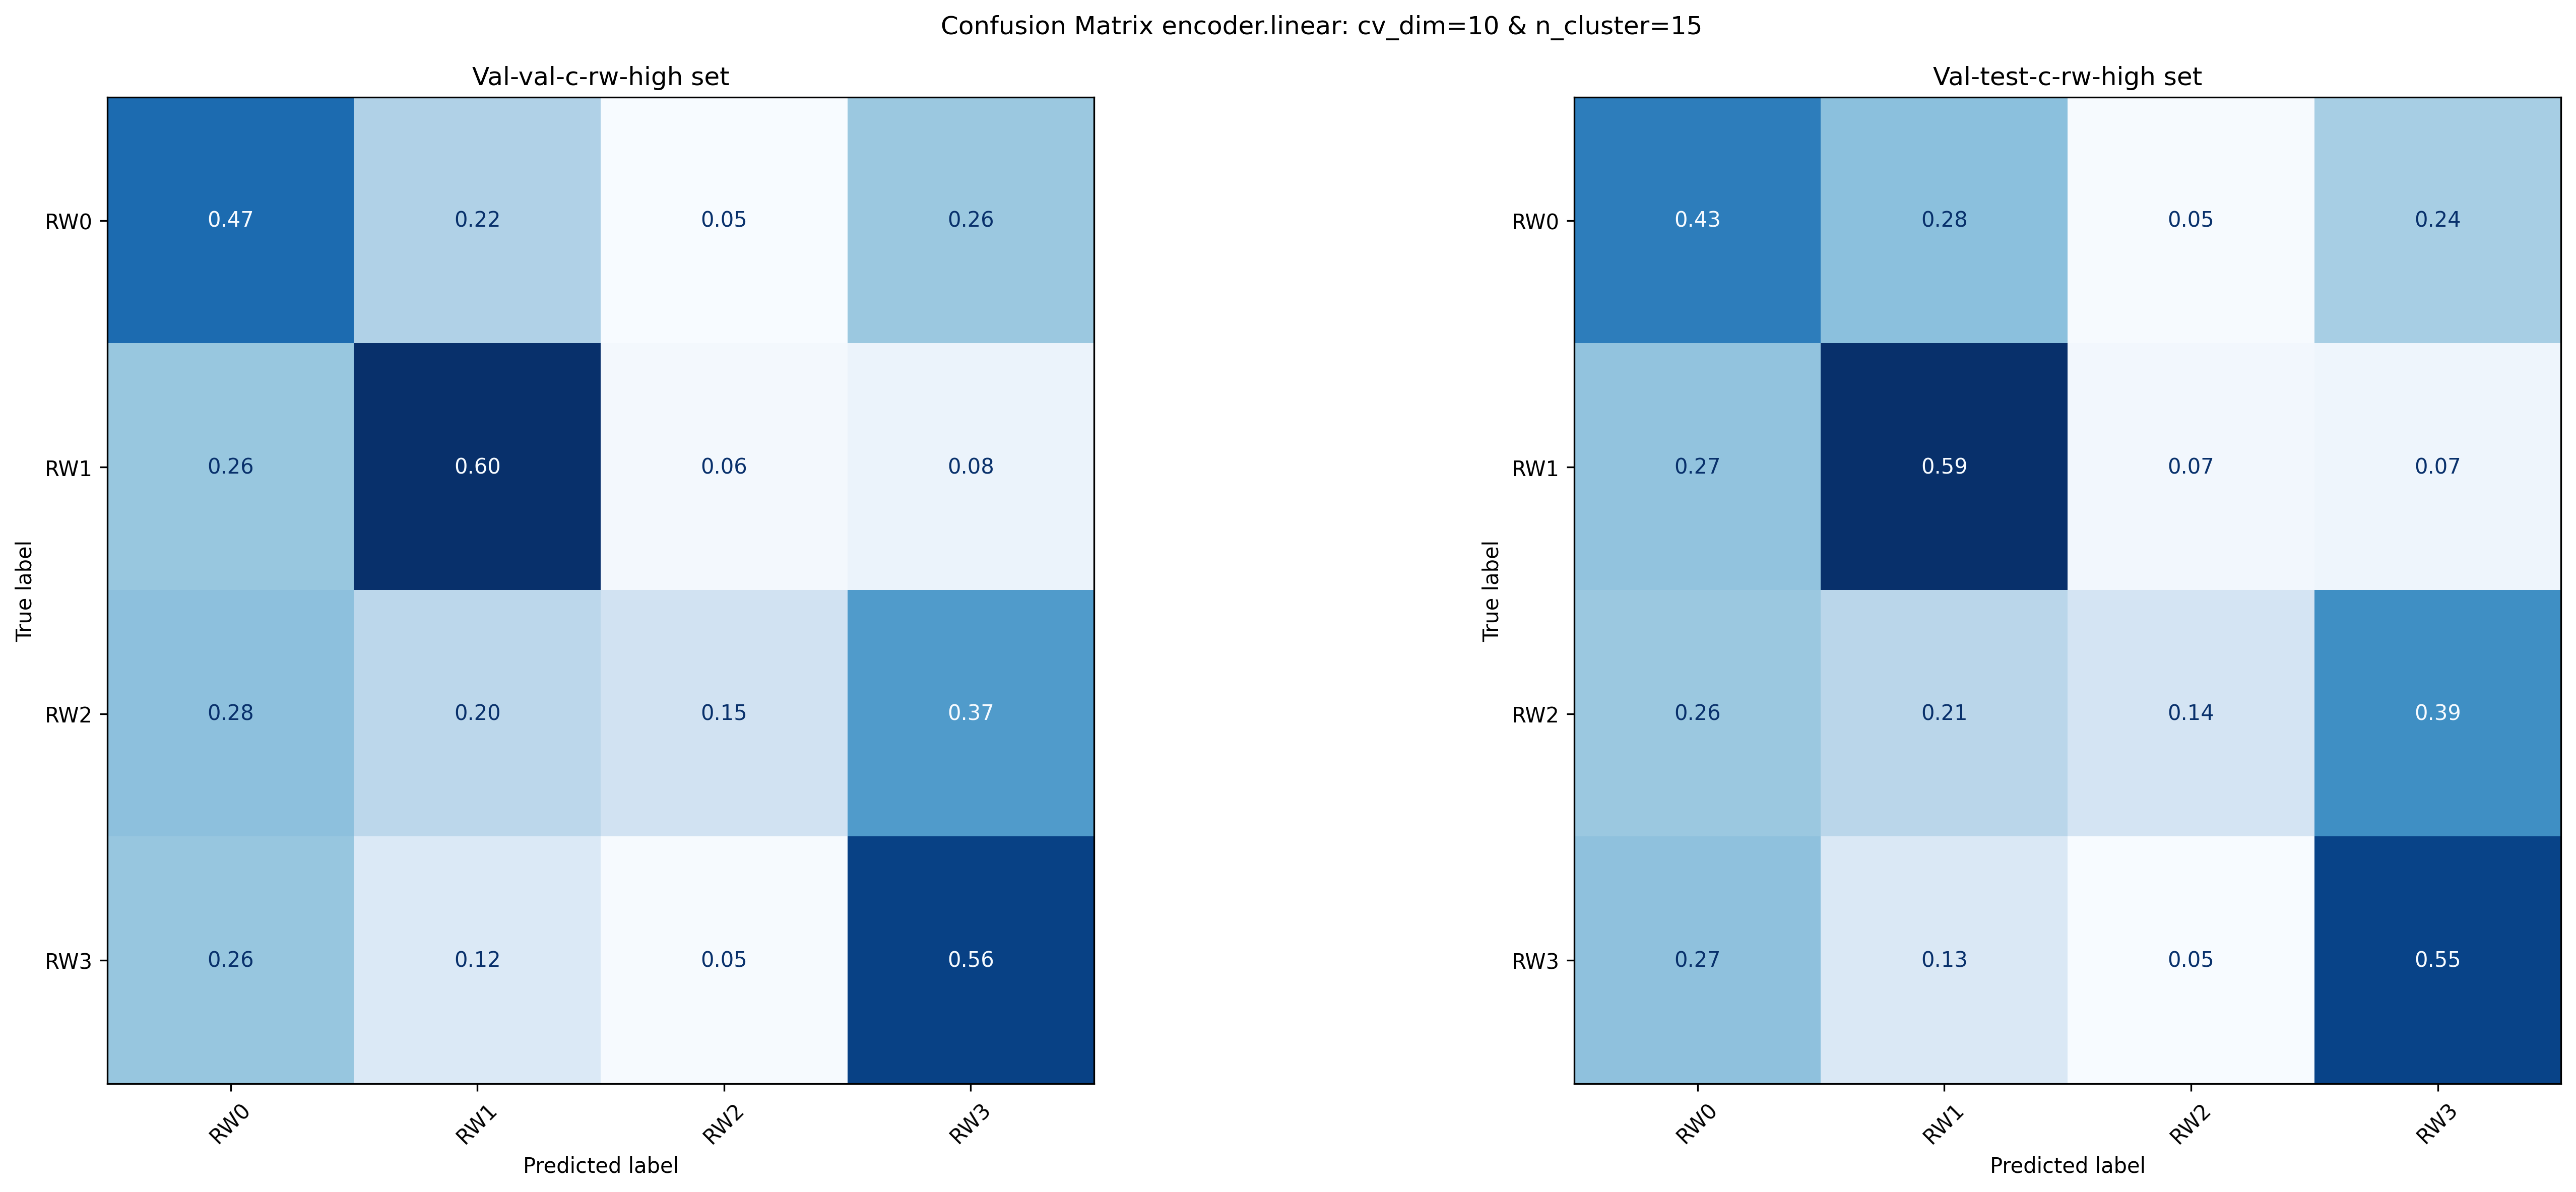 Confusion Matrix encoder.linear: cv_dim=10 & n_cluster=15
Val-val-c-rw-high set
True label
RW0 0.47 0.22 0.05 0.26
RW1 0.26 0.60 0.06 0.08
RW2 0.28 0.20 0.15 0.37
RW3 0.26 0.12 0.05 0.56
RW0 RW1 RW2 RW3
Predicted label
Val-test-c-rw-high set
True label
RW0 0.43 0.28 0.05 0.24
RW1 0.27 0.59 0.07 0.07
RW2 0.26 0.21 0.14 0.39
RW3 0.27 0.13 0.05 0.55
RW0 RW1 RW2 RW3
Predicted label